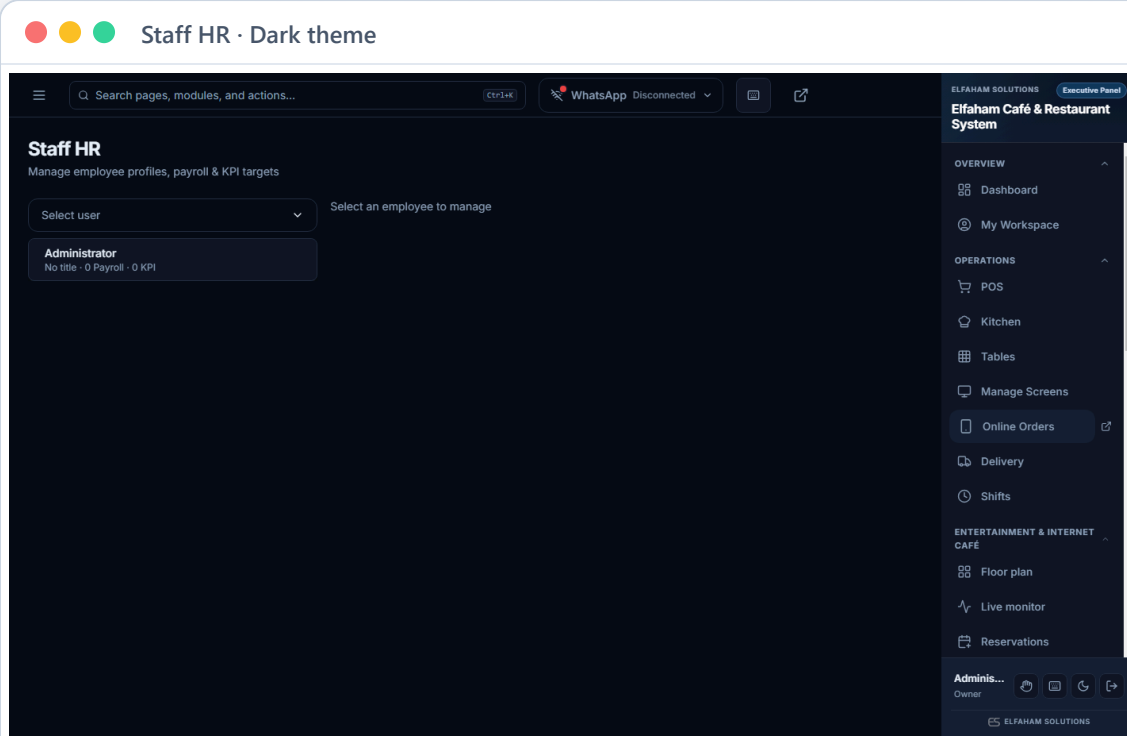 Staff HR · Dark theme
Search pages, modules, and actions...
Ctrl+K
WhatsApp Disconnected
Staff HR
Manage employee profiles, payroll & KPI targets
Select user
Select an employee to manage
Administrator
No title · 0 Payroll · 0 KPI
ELFAHAM SOLUTIONS
Executive Panel
Elfaham Café & Restaurant
System
OVERVIEW
Dashboard
My Workspace
OPERATIONS
POS
Kitchen
Tables
Manage Screens
Online Orders
Delivery
Shifts
ENTERTAINMENT & INTERNET
CAFÉ
Floor plan
Live monitor
Reservations
Adminis...
Owner
ELFAHAM SOLUTIONS